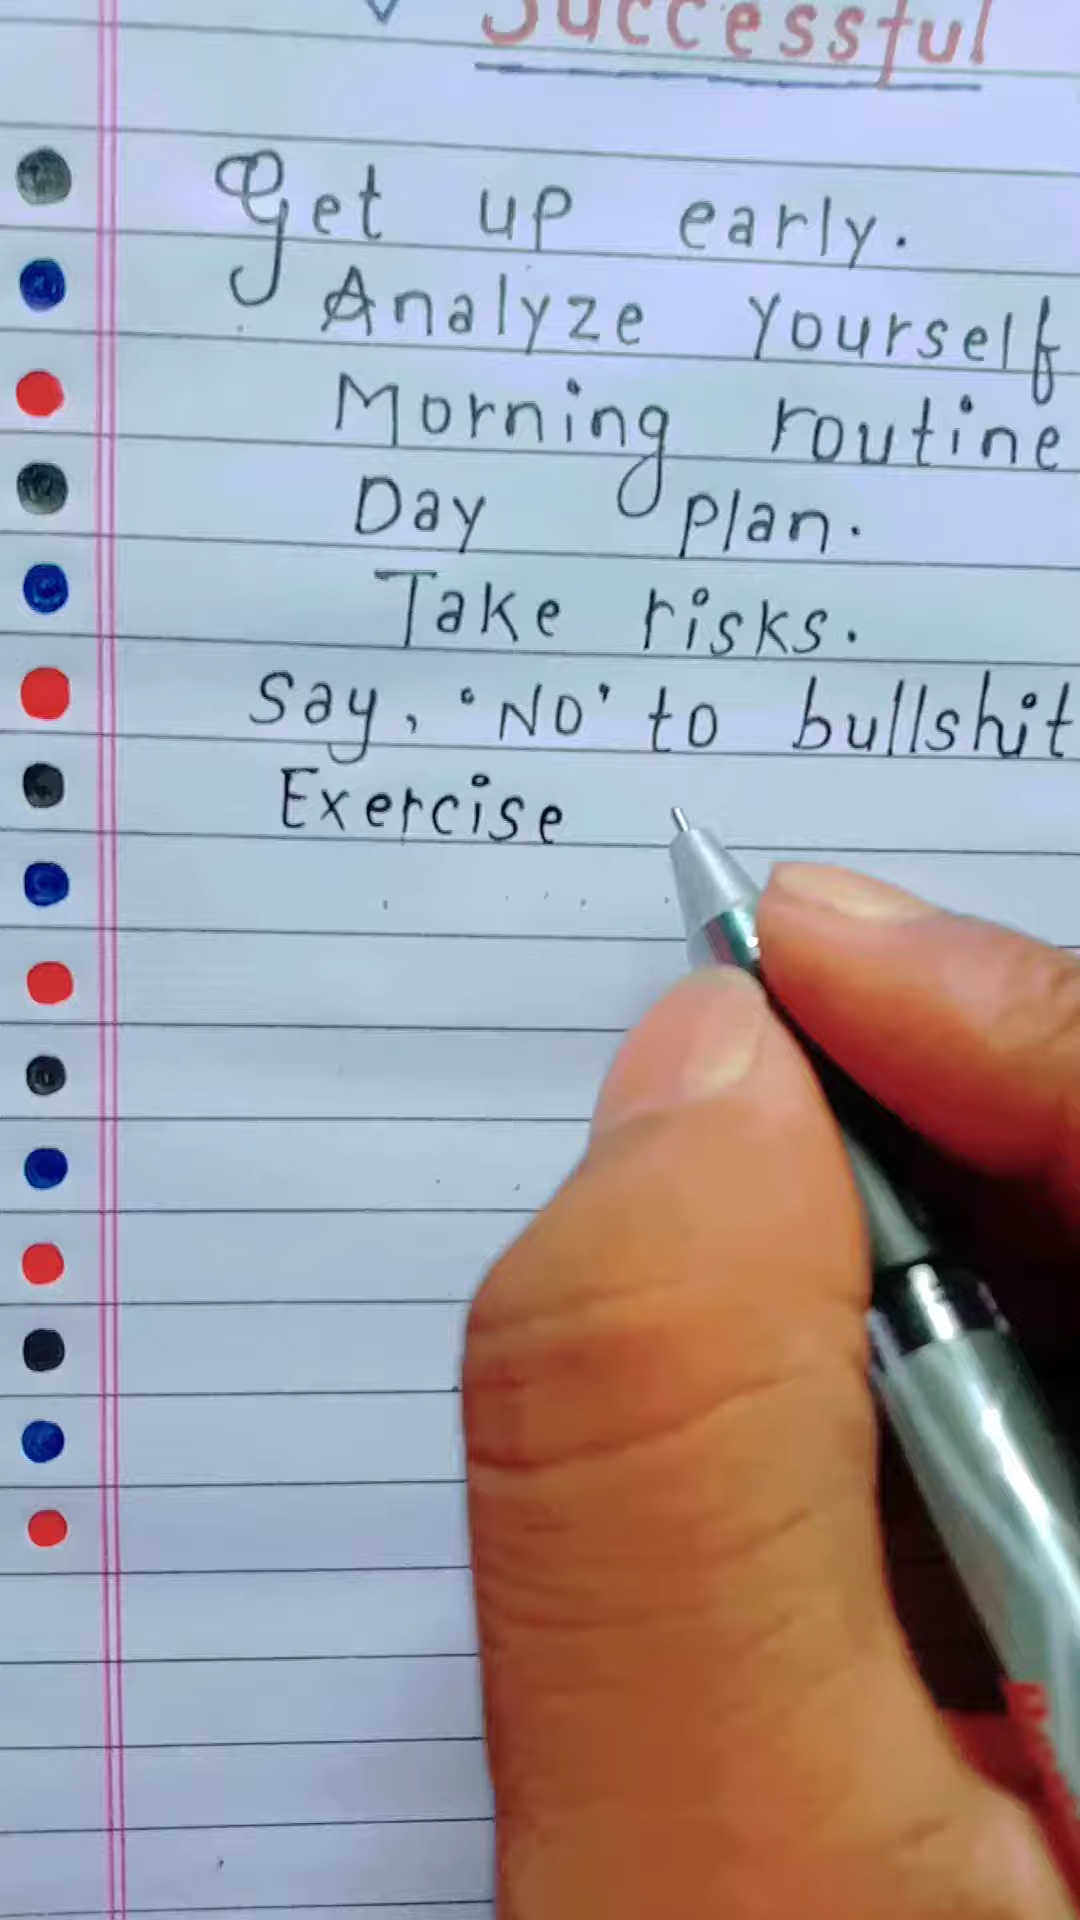 Successful
Get up early.
Analyze yourself
Morning routine
Day plan.
Take risks.
Say, 'NO' to bullshit
Exercise